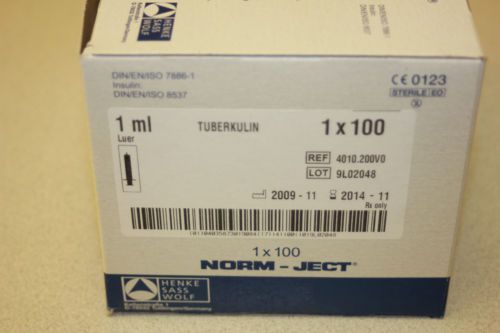 HENKE
SASS
WOLF
DIN/EN/ISO 7886-1
Insulin:
DIN/EN/ISO 8537
CE 0123
STERILE EO
1 ml
Luer
TUBERKULIN
1 x 100
REF 4010.200V0
LOT 9L02048
2009 - 11
2014 - 11
Rx only
1 x 100
NORM - JECT®
HENKE
SASS
WOLF